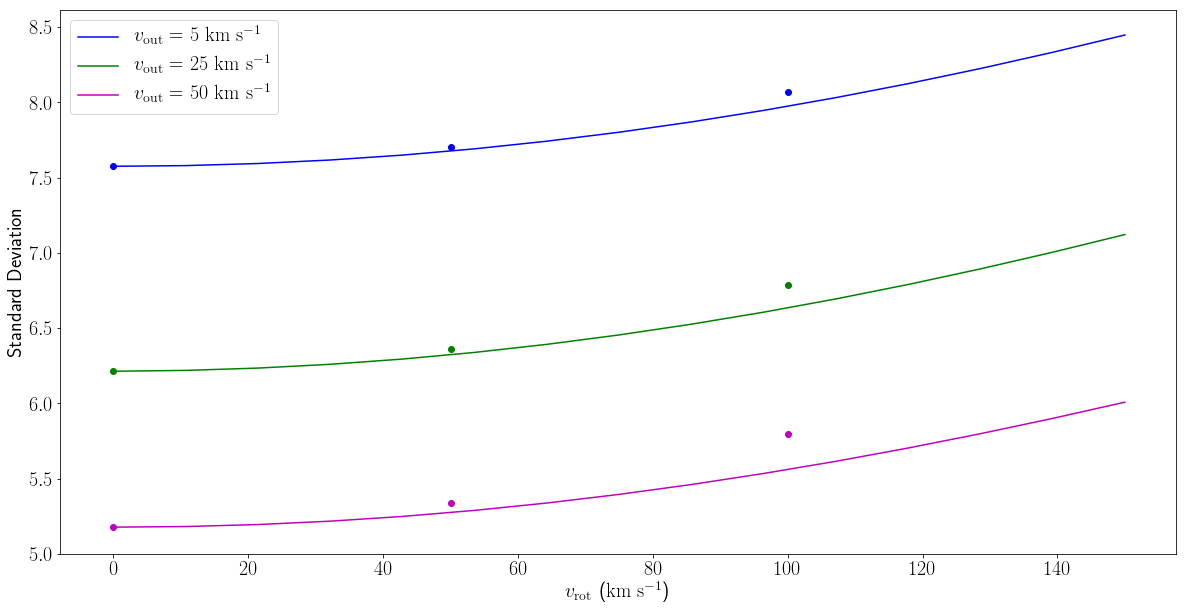 v_out = 5 km s⁻¹
v_out = 25 km s⁻¹
v_out = 50 km s⁻¹
Standard Deviation
8.5
8.0
7.5
7.0
6.5
6.0
5.5
5.0
0 20 40 60 80 100 120 140
v_rot (km s⁻¹)